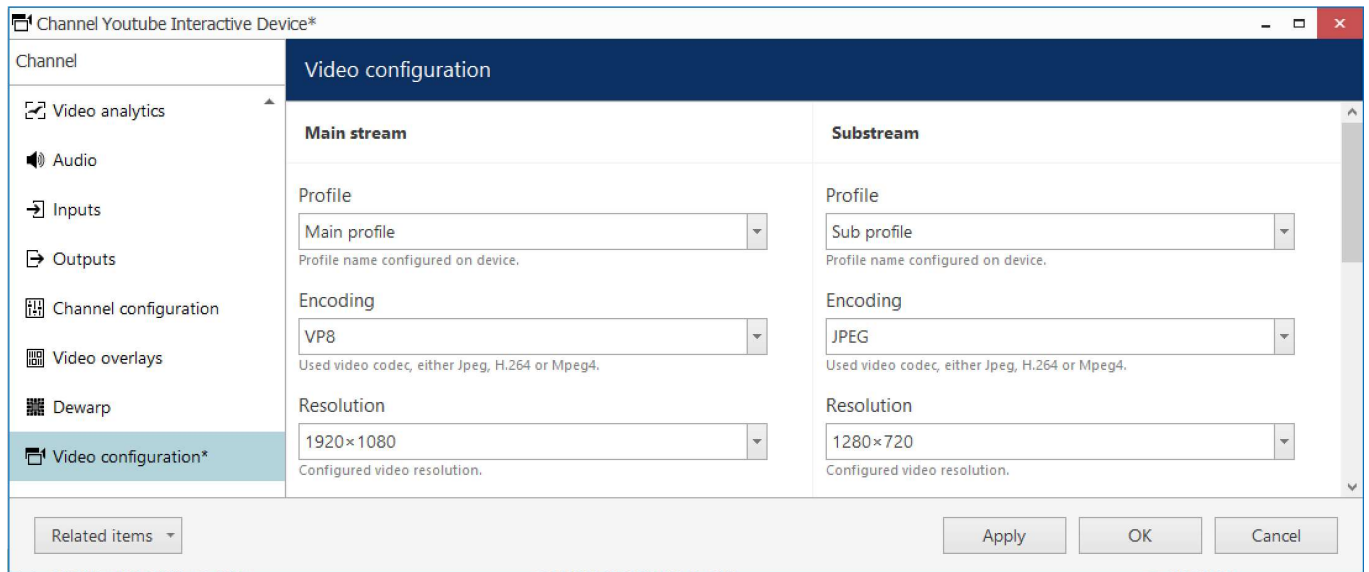 Channel Youtube Interactive Device*
Channel
Video configuration
Video analytics
Audio
Inputs
Outputs
Channel configuration
Video overlays
Dewarp
Video configuration*
Main stream
Profile
Main profile
Profile name configured on device.
Encoding
VP8
Used video codec, either Jpeg, H.264 or Mpeg4.
Resolution
1920×1080
Configured video resolution.
Substream
Profile
Sub profile
Profile name configured on device.
Encoding
JPEG
Used video codec, either Jpeg, H.264 or Mpeg4.
Resolution
1280×720
Configured video resolution.
Related items
Apply
OK
Cancel